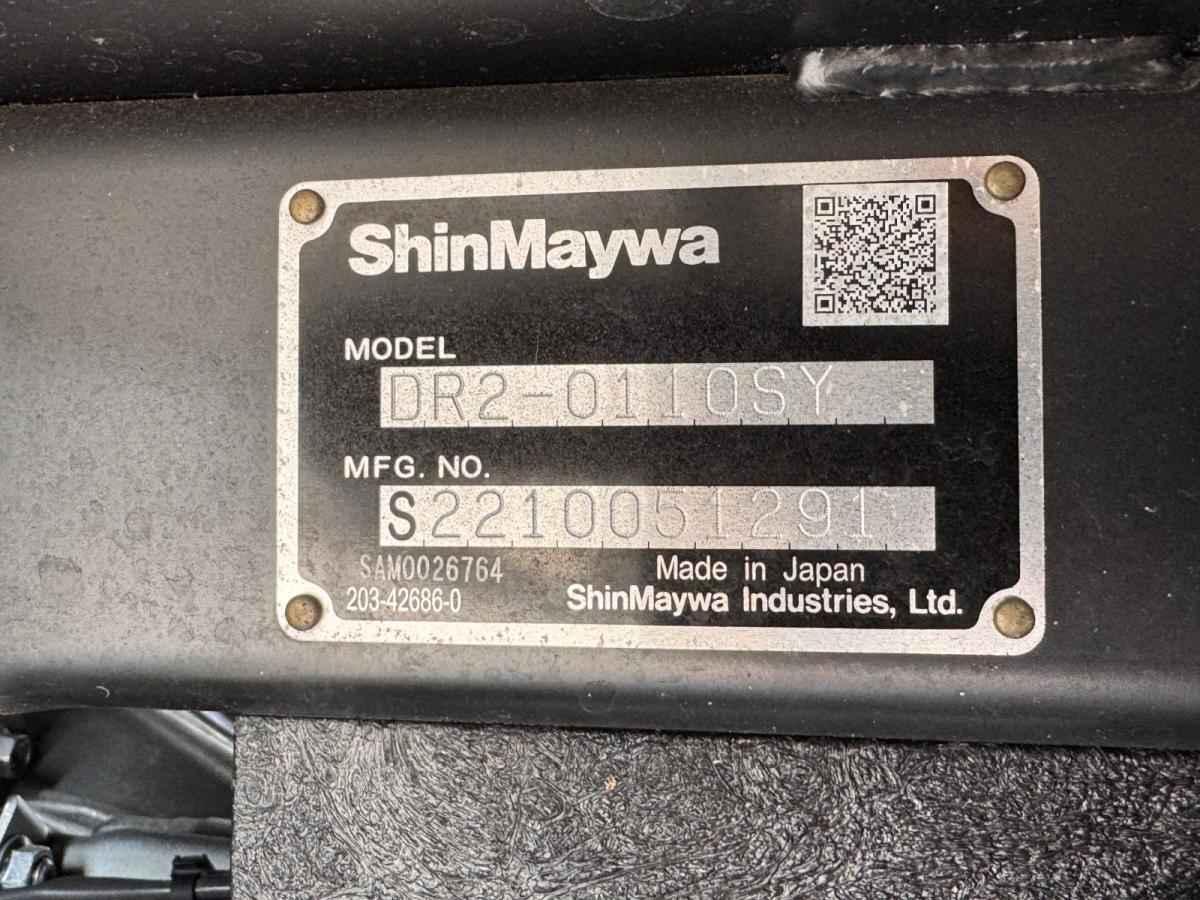 ShinMaywa
MODEL
DR2-0110SY
MFG. NO.
S2210051291
SAM0026764
Made in Japan
203-42686-0
ShinMaywa Industries, Ltd.